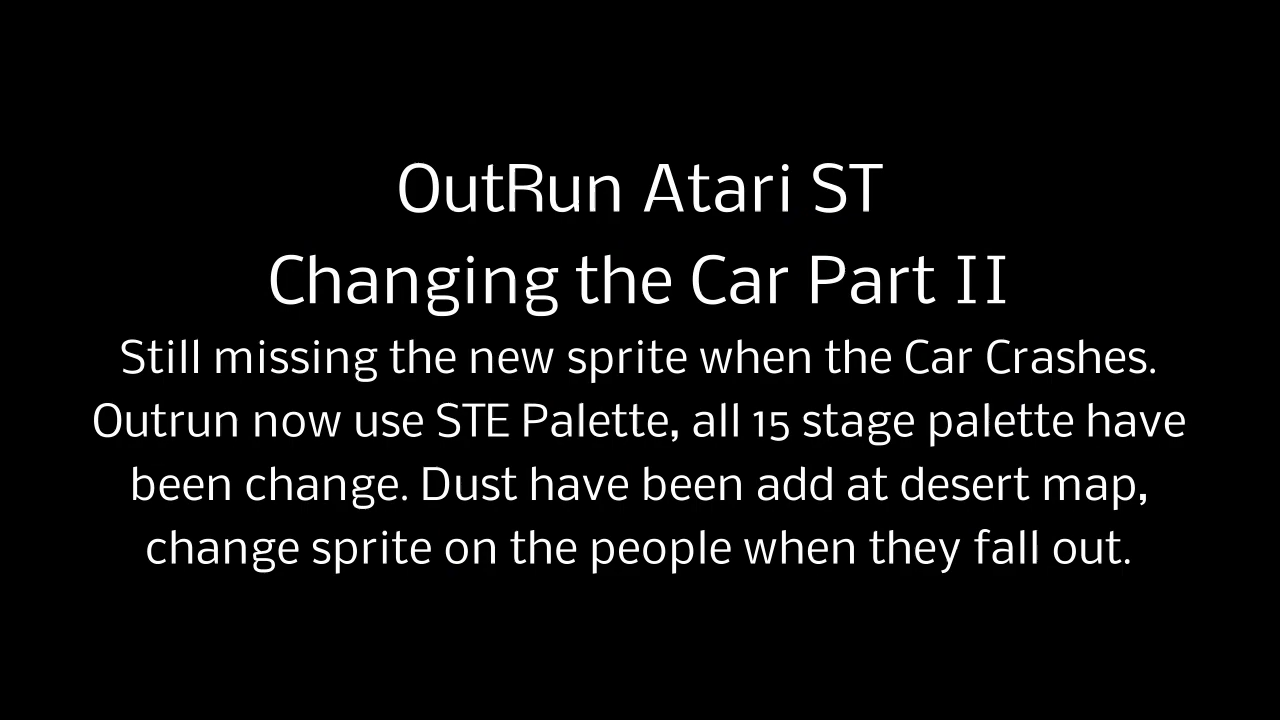 OutRun Atari ST
Changing the Car Part II
Still missing the new sprite when the Car Crashes.
Outrun now use STE Palette, all 15 stage palette have
been change. Dust have been add at desert map,
change sprite on the people when they fall out.